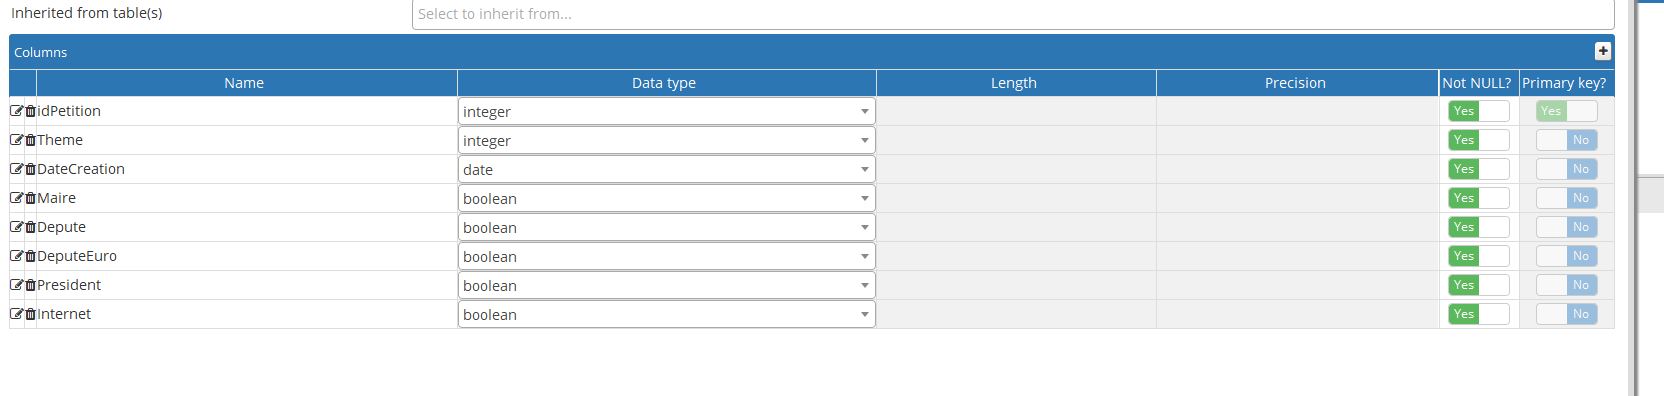 Inherited from table(s) Select to inherit from...
Columns
Name Data type Length Precision Not NULL? Primary key?
idPetition integer Yes Yes
Theme integer Yes No
DateCreation date Yes No
Maire boolean Yes No
Depute boolean Yes No
DeputeEuro boolean Yes No
President boolean Yes No
Internet boolean Yes No